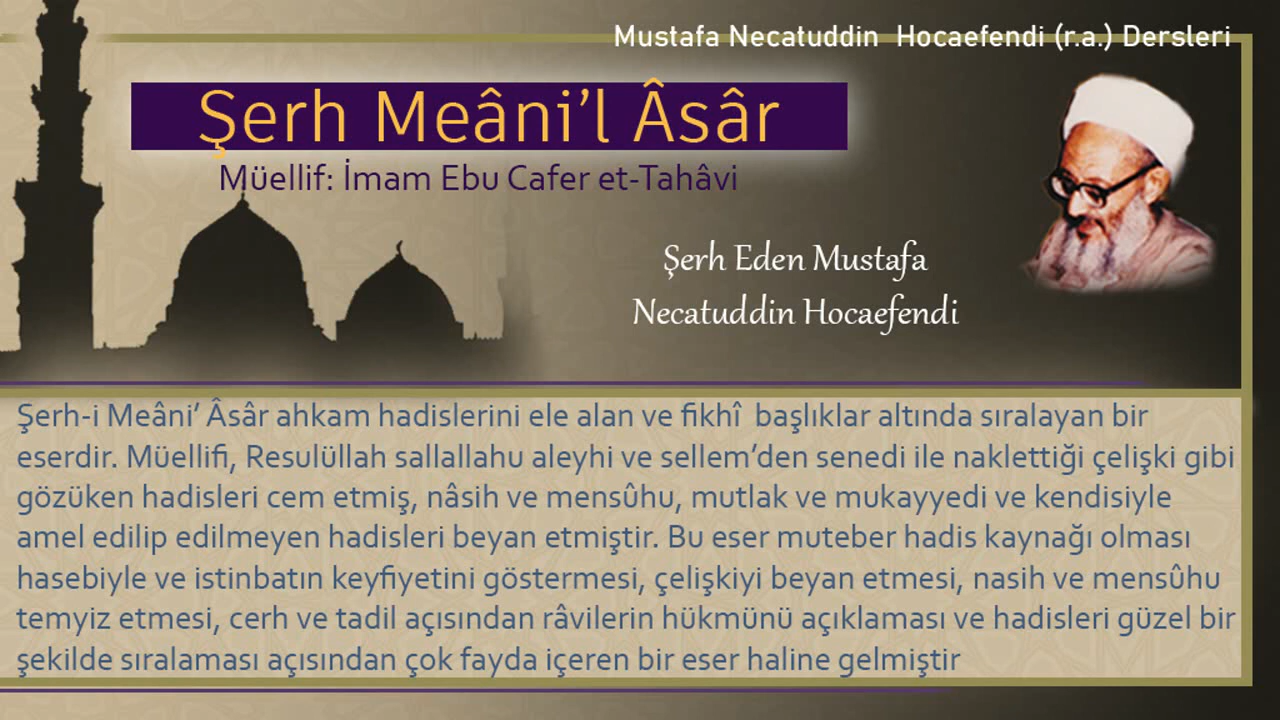 Mustafa Necatuddin Hocaefendi (r.a.) Dersleri
Şerh Meâni’l Âsâr
Müellif: İmam Ebu Cafer et-Tahâvi
Şerh Eden Mustafa
Necatuddin Hocaefendi
Şerh-i Meâni’ Âsâr ahkam hadislerini ele alan ve fikhî başlıklar altında sıralayan bir
eserdir. Müellifi, Resulüllah sallallahu aleyhi ve sellem’den senedi ile naklettiği çelişki gibi
gözüken hadisleri cem etmiş, nâsih ve mensûhu, mutlak ve mukayyedi ve kendisiyle
amel edilip edilmeyen hadisleri beyan etmiştir. Bu eser muteber hadis kaynağı olması
hasebiyle ve istinbatın keyfiyetini göstermesi, çelişkiyi beyan etmesi, nasih ve mensûhu
temyiz etmesi, cerh ve tadil açısından râvilerin hükmünü açıklaması ve hadisleri güzel bir
şekilde sıralaması açısından çok fayda içeren bir eser haline gelmiştir